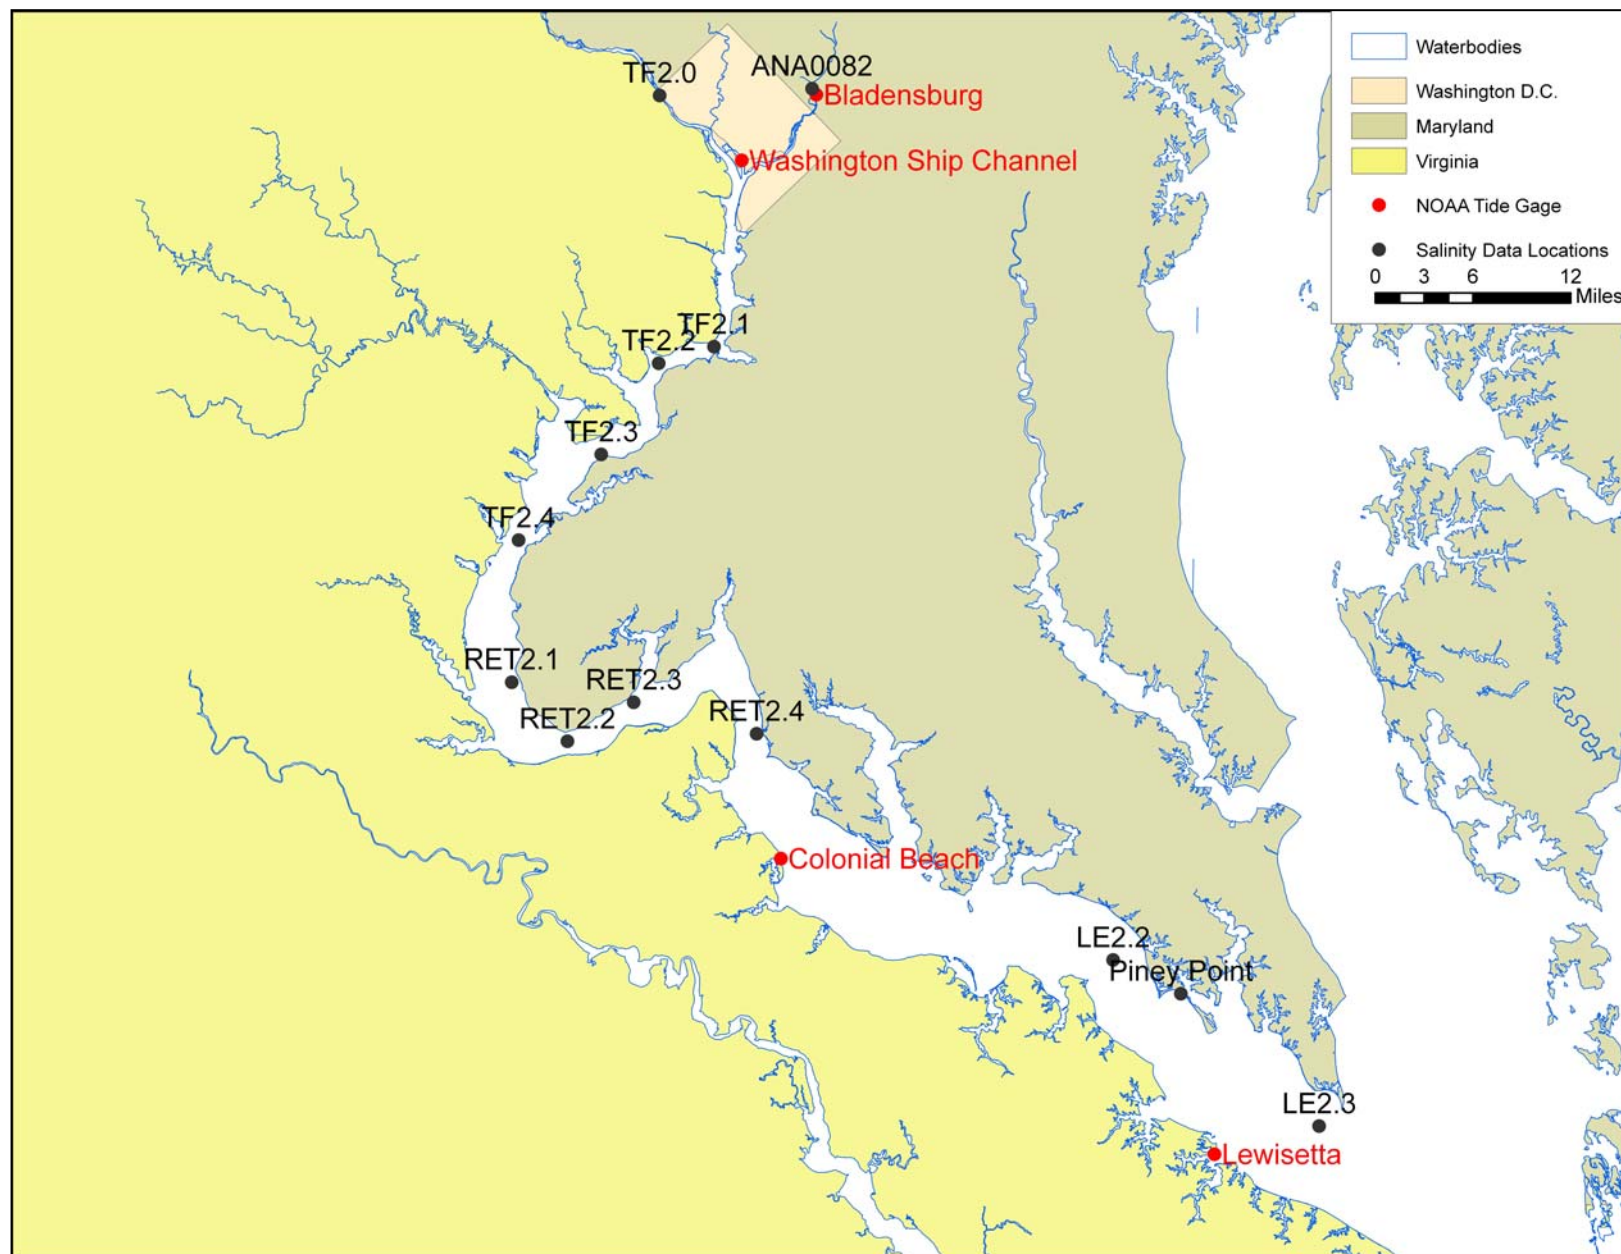 Waterbodies
Washington D.C.
Maryland
Virginia
NOAA Tide Gage
Salinity Data Locations
0 3 6 12
Miles
TF2.0
ANA0082
Bladensburg
Washington Ship Channel
TF2.1
TF2.2
TF2.3
TF2.4
RET2.1
RET2.3
RET2.2
RET2.4
Colonial Beach
LE2.2
Piney Point
LE2.3
Lewisetta